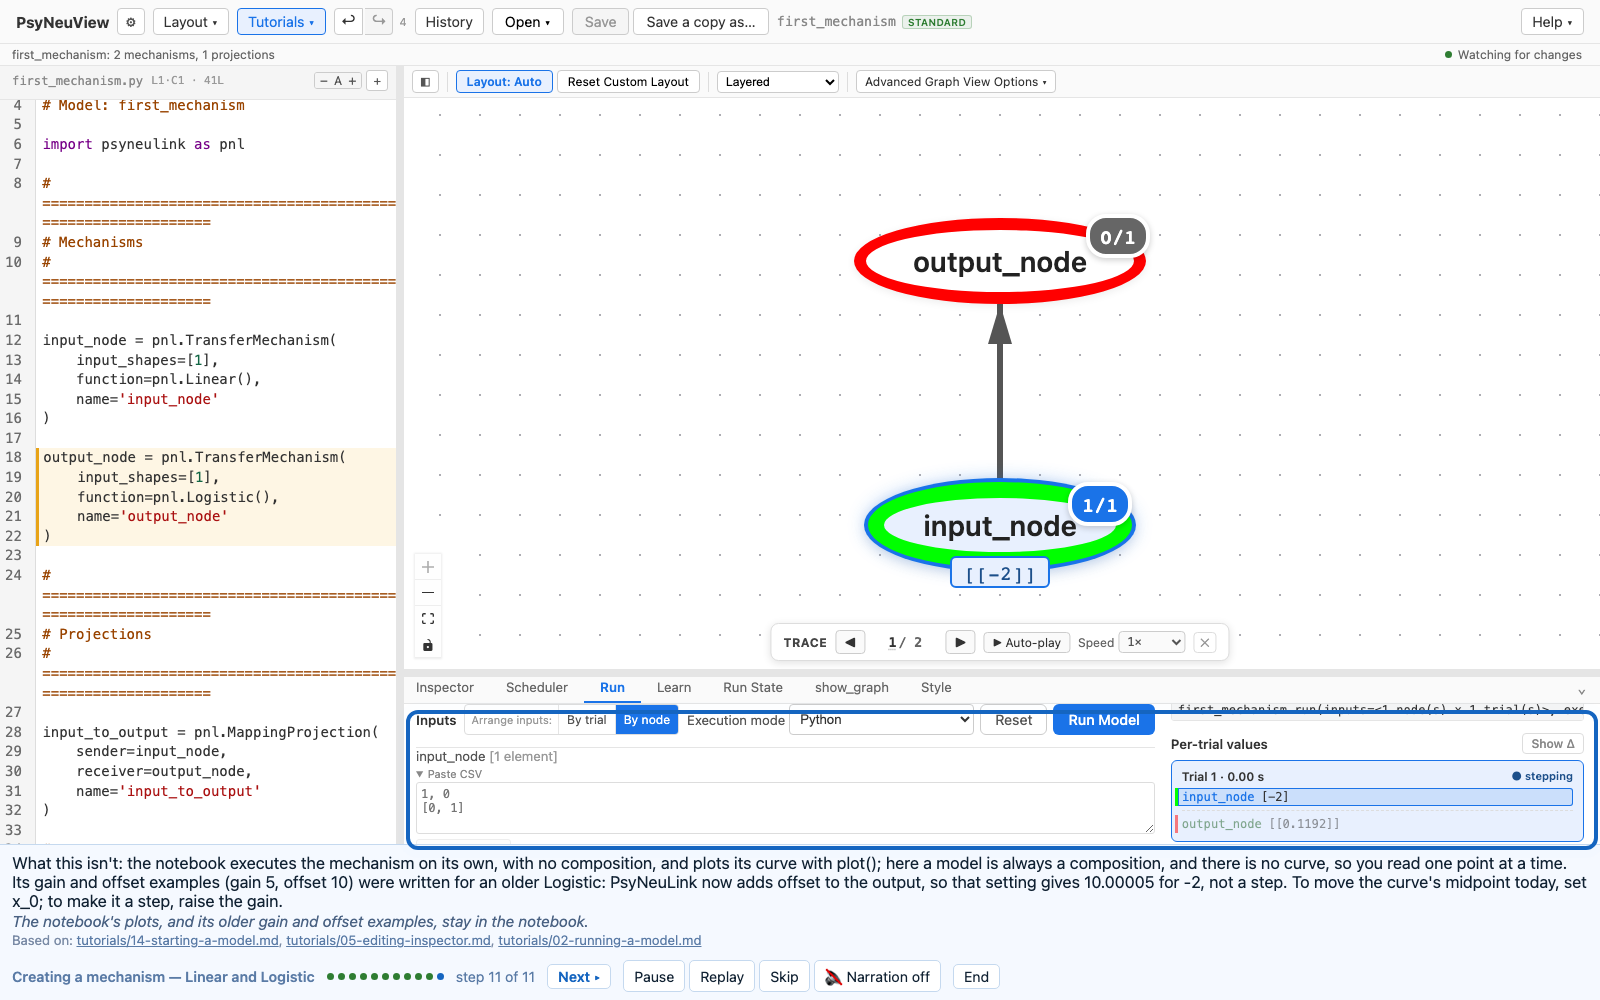 PsyNeuView ⚙ Layout ▾ Tutorials ▾ ↩ ↪ 4 History Open ▾ Save Save a copy as... first_mechanism STANDARD Help ▾
first_mechanism: 2 mechanisms, 1 projections Watching for changes
first_mechanism.py L1·C1 · 41L − A + +
Layout: Auto Reset Custom Layout Layered Advanced Graph View Options ▾
4 # Model: first_mechanism
5
6 import psyneulink as pnl
7
8 #
==========================================
====================
9 # Mechanisms
10 #
==========================================
====================
11
12 input_node = pnl.TransferMechanism(
13 input_shapes=[1],
14 function=pnl.Linear(),
15 name='input_node'
16 )
17
18 output_node = pnl.TransferMechanism(
19 input_shapes=[1],
20 function=pnl.Logistic(),
21 name='output_node'
22 )
23
24 #
==========================================
====================
25 # Projections
26 #
==========================================
====================
27
28 input_to_output = pnl.MappingProjection(
29 sender=input_node,
30 receiver=output_node,
31 name='input_to_output'
32 )
33
0/1
output_node
1/1
input_node
[[-2]]
TRACE ◀ 1 / 2 ▶ ▶ Auto-play Speed 1× ×
Inspector Scheduler Run Learn Run State show_graph Style
Inputs Arrange inputs: By trial By node Execution mode Python Reset Run Model
input_node [1 element]
▾ Paste CSV
1, 0
[0, 1]
first_mechanism.run(inputs=<1 node(s) × 1 trial(s)>, exe
Per-trial values Show Δ
Trial 1 · 0.00 s stepping
input_node [-2]
output_node [[0.1192]]
What this isn't: the notebook executes the mechanism on its own, with no composition, and plots its curve with plot(); here a model is always a composition, and there is no curve, so you read one point at a time.
Its gain and offset examples (gain 5, offset 10) were written for an older Logistic: PsyNeuLink now adds offset to the output, so that setting gives 10.00005 for -2, not a step. To move the curve's midpoint today, set
x_0; to make it a step, raise the gain.
The notebook's plots, and its older gain and offset examples, stay in the notebook.
Based on: tutorials/14-starting-a-model.md, tutorials/05-editing-inspector.md, tutorials/02-running-a-model.md
Creating a mechanism — Linear and Logistic step 11 of 11 Next ▸ Pause Replay Skip Narration off End